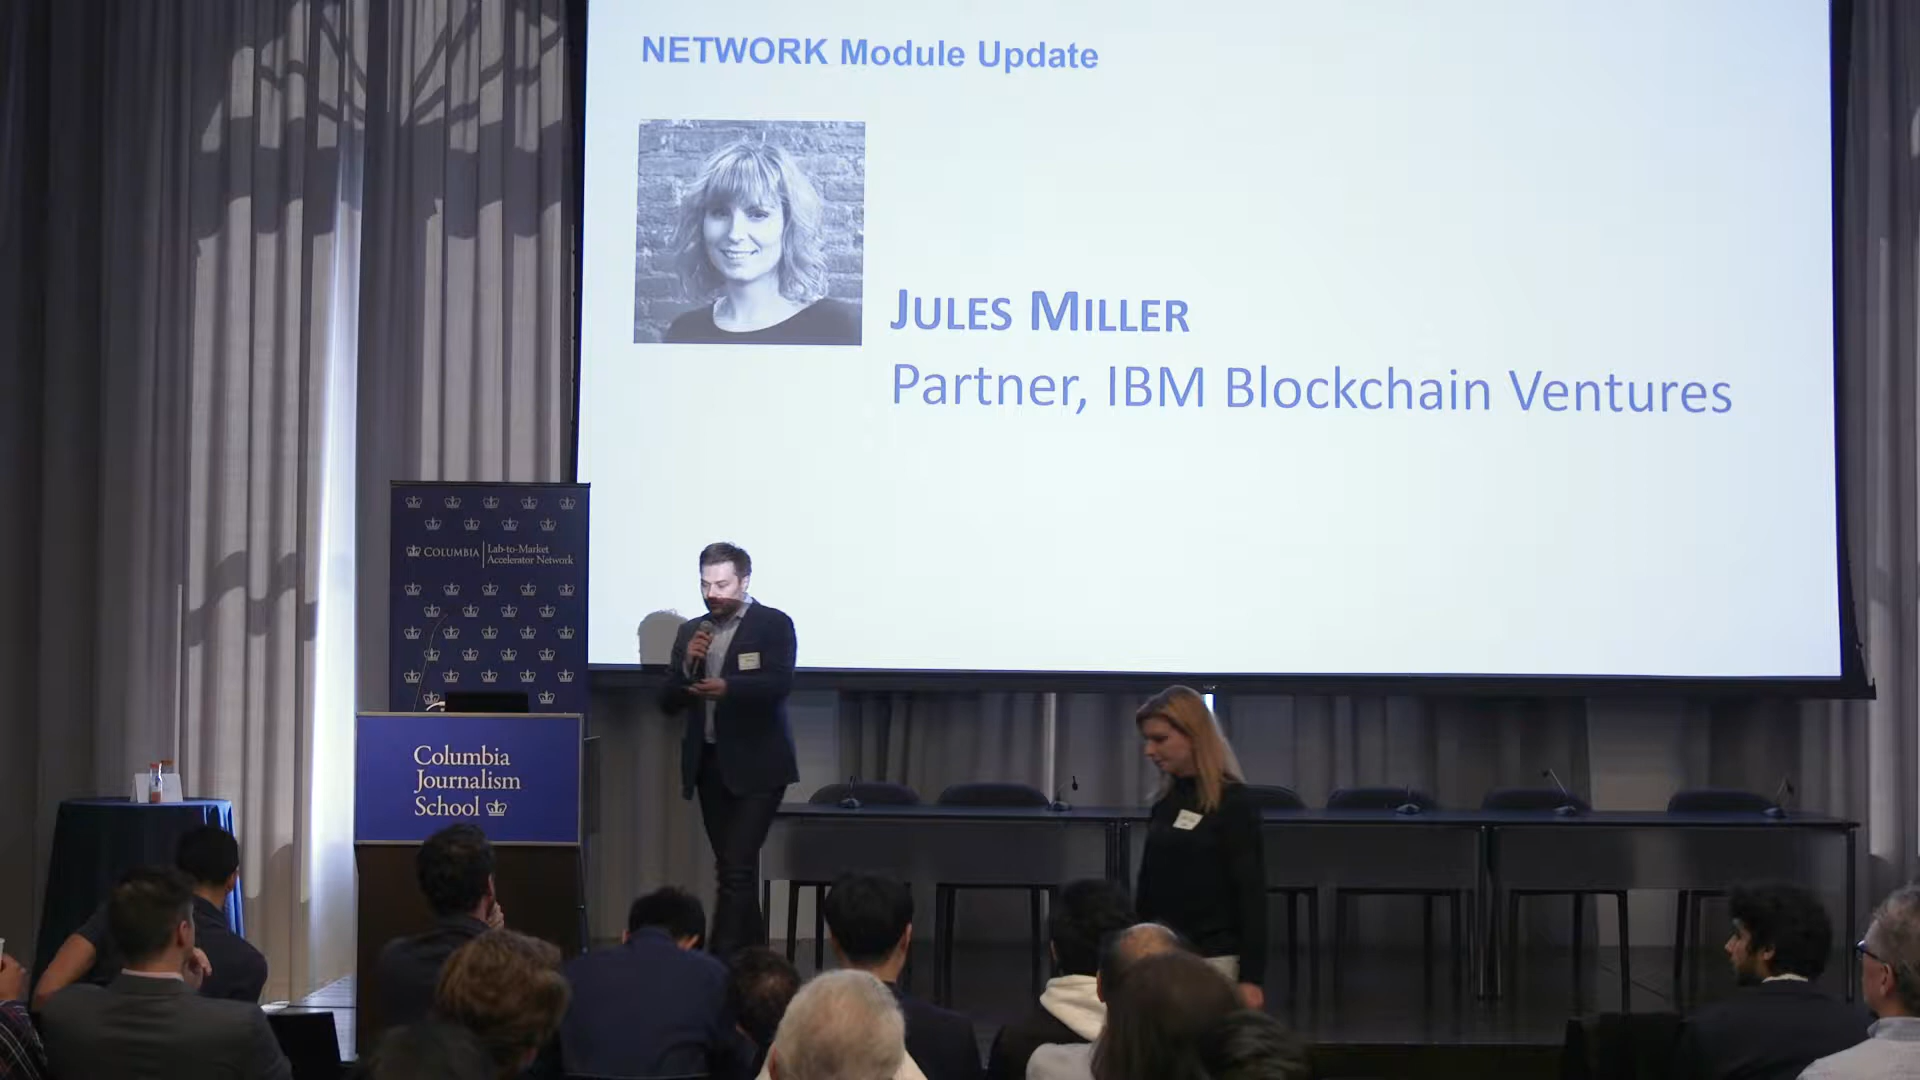 NETWORK Module Update
JULES MILLER
Partner, IBM Blockchain Ventures
COLUMBIA
Lab-to-Market
Accelerator Network
Columbia
Journalism
School